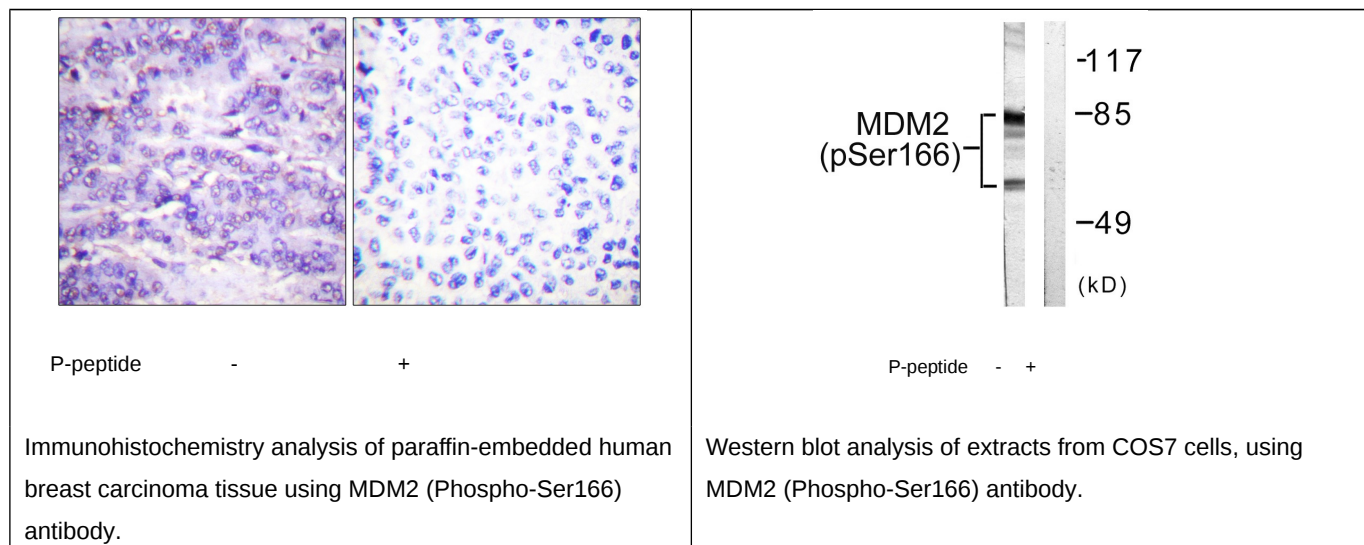 MDM2
(pSer166)
-117
-85
-49
(kD)
P-peptide - +
Immunohistochemistry analysis of paraffin-embedded human
breast carcinoma tissue using MDM2 (Phospho-Ser166)
antibody.
P-peptide - +
Western blot analysis of extracts from COS7 cells, using
MDM2 (Phospho-Ser166) antibody.